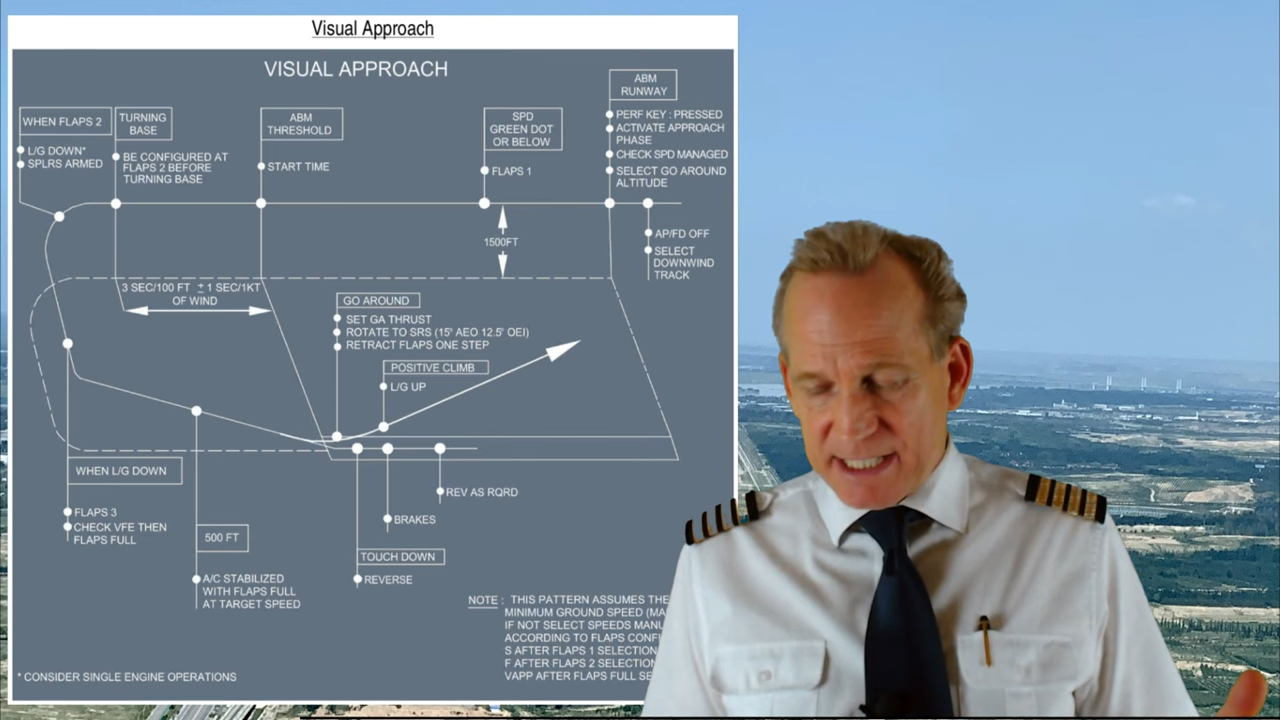 Visual Approach
VISUAL APPROACH
WHEN FLAPS 2
L/G DOWN*
SPLRS ARMED
TURNING
BASE
BE CONFIGURED AT
FLAPS 2 BEFORE
TURNING BASE
ABM
THRESHOLD
START TIME
SPD
GREEN DOT
OR BELOW
FLAPS 1
ABM
RUNWAY
PERF KEY : PRESSED
ACTIVATE APPROACH
PHASE
CHECK SPD MANAGED
SELECT GO AROUND
ALTITUDE
AP/FD OFF
SELECT
DOWNWIND
TRACK
1500FT
3 SEC/100 FT ± 1 SEC/1KT
OF WIND
GO AROUND
SET GA THRUST
ROTATE TO SRS (15° AEO 12.5° OEI)
RETRACT FLAPS ONE STEP
POSITIVE CLIMB
L/G UP
WHEN L/G DOWN
FLAPS 3
CHECK VFE THEN
FLAPS FULL
500 FT
A/C STABILIZED
WITH FLAPS FULL
AT TARGET SPEED
REV AS RQRD
BRAKES
TOUCH DOWN
REVERSE
NOTE : THIS PATTERN ASSUMES THE
MINIMUM GROUND SPEED
IF NOT SELECT SPEEDS
ACCORDING TO FLAPS
S AFTER FLAPS 1 SELECTION
F AFTER FLAPS 2 SELECTION
VAPP AFTER FLAPS FULL
* CONSIDER SINGLE ENGINE OPERATIONS